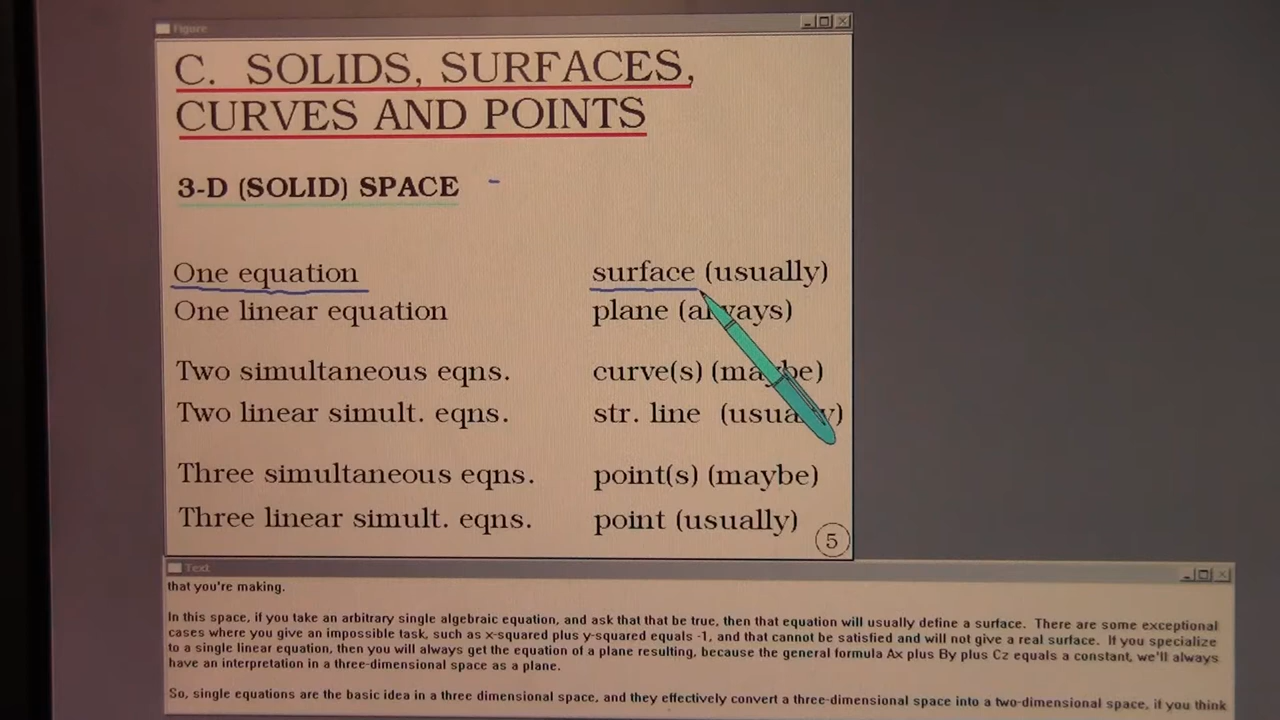 Figure
C. SOLIDS, SURFACES,
CURVES AND POINTS
3-D (SOLID) SPACE -
One equation surface (usually)
One linear equation plane (always)
Two simultaneous eqns. curve(s) (maybe)
Two linear simult. eqns. str. line (usually)
Three simultaneous eqns. point(s) (maybe)
Three linear simult. eqns. point (usually)
5
Text
that you're making.
In this space, if you take an arbitrary single algebraic equation, and ask that that be true, then that equation will usually define a surface. There are some exceptional
cases where you give an impossible task, such as x-squared plus y-squared equals -1, and that cannot be satisfied and will not give a real surface. If you specialize
to a single linear equation, then you will always get the equation of a plane resulting, because the general formula Ax plus By plus Cz equals a constant, we'll always
have an interpretation in a three-dimensional space as a plane.
So, single equations are the basic idea in a three dimensional space, and they effectively convert a three-dimensional space into a two-dimensional space, if you think